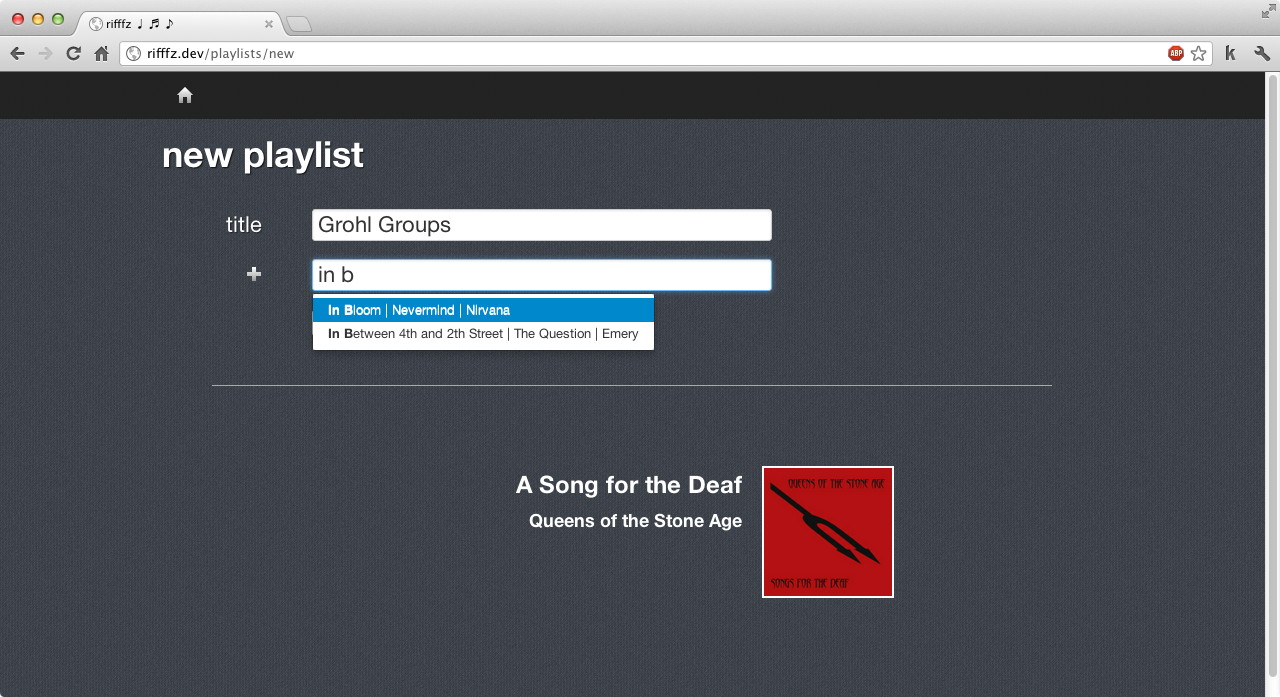 rifffz ♩ ♬ ♪
rifffz.dev/playlists/new
ABP
k
new playlist
title
Grohl Groups
in b
In Bloom | Nevermind | Nirvana
In Between 4th and 2th Street | The Question | Emery
A Song for the Deaf
Queens of the Stone Age
QUEENS OF THE STONE AGE
SONGS FOR THE DEAF